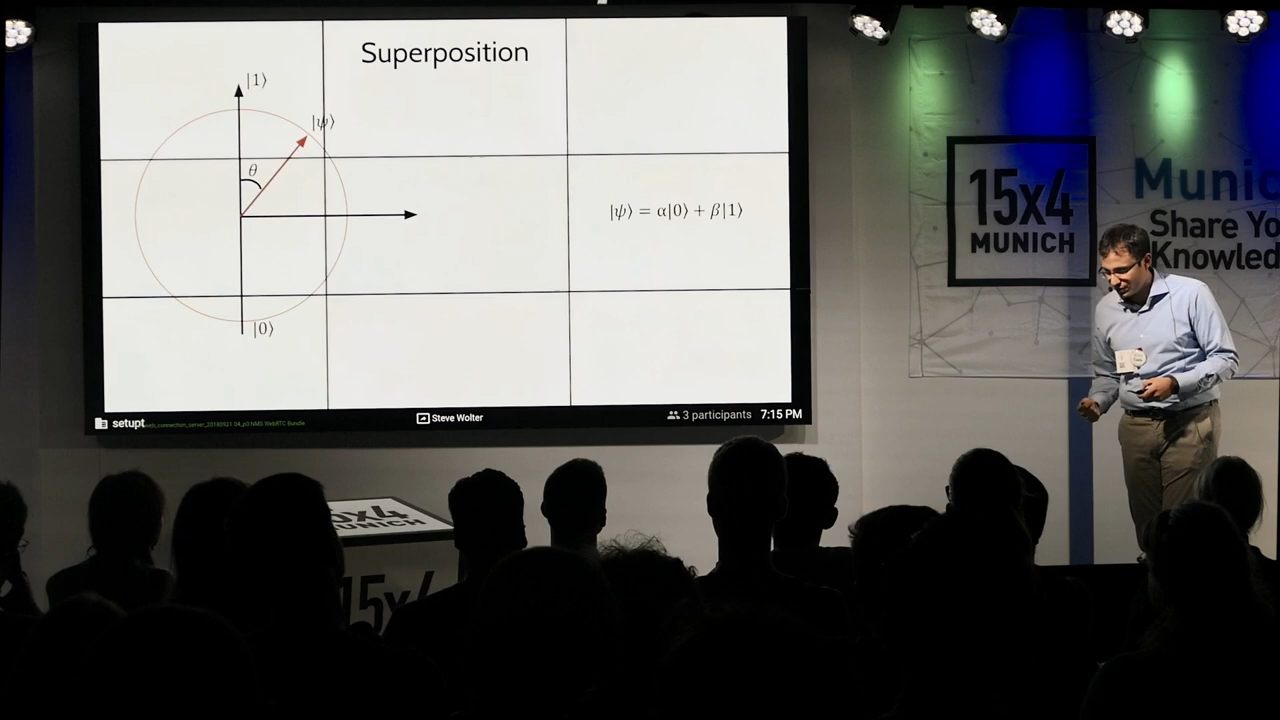 Superposition
|1⟩
|ψ⟩
θ
|ψ⟩ = α|0⟩ + β|1⟩
|0⟩
setupt
Steve Wolter
3 participants 7:15 PM
15x4
MUNICH
Munic
Share Yo
Knowled
15x4